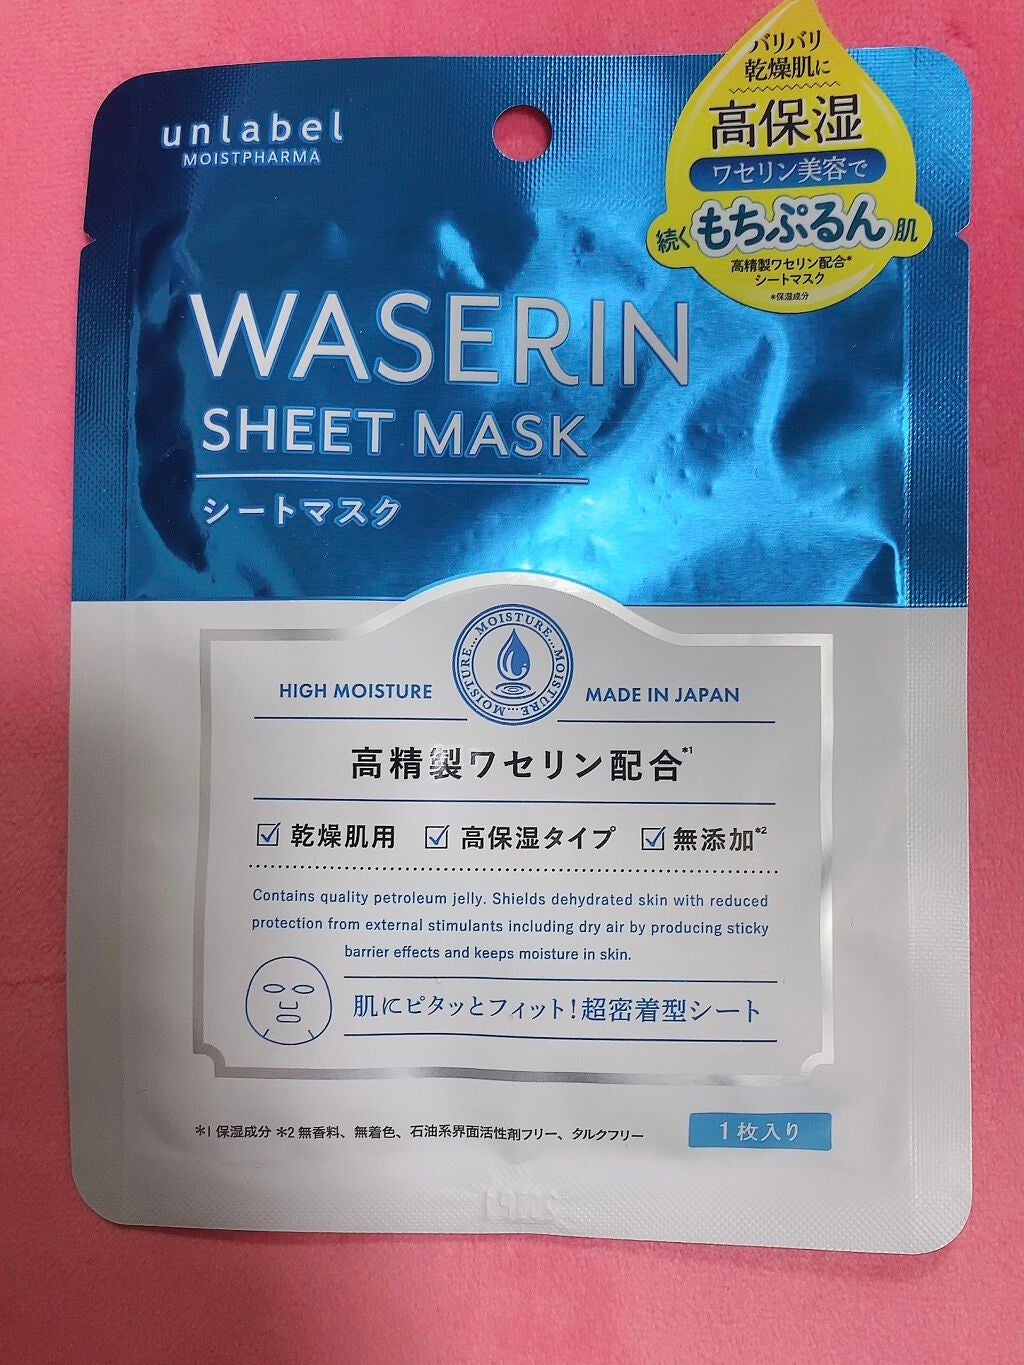 unlabel
MOISTPHARMA
バリバリ
乾燥肌に
高保湿
ワセリン美容で
続くもちぷるん肌
高精製ワセリン配合*
シートマスク
*保湿成分
WASERIN
SHEET MASK
シートマスク
MOISTURE...MOISTURE...MOISTURE...MOISTURE...
HIGH MOISTURE
MADE IN JAPAN
高精製ワセリン配合*1
☑乾燥肌用 ☑高保湿タイプ ☑無添加*2
Contains quality petroleum jelly. Shields dehydrated skin with reduced
protection from external stimulants including dry air by producing sticky
barrier effects and keeps moisture in skin.
肌にピタッとフィット!超密着型シート
*1 保湿成分 *2 無香料、無着色、石油系界面活性剤フリー、タルクフリー
1枚入り